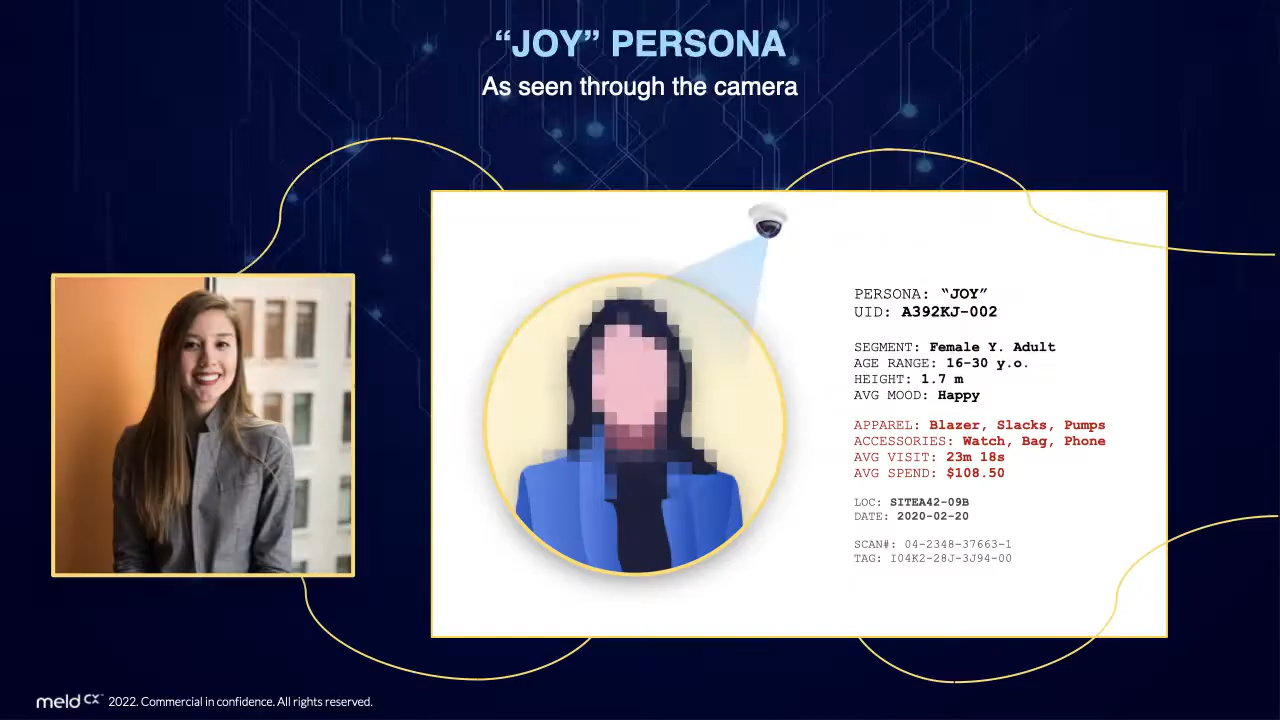 “JOY” PERSONA
As seen through the camera
PERSONA: “JOY”
UID: A392KJ-002
SEGMENT: Female Y. Adult
AGE RANGE: 16-30 y.o.
HEIGHT: 1.7 m
AVG MOOD: Happy
APPAREL: Blazer, Slacks, Pumps
ACCESSORIES: Watch, Bag, Phone
AVG VISIT: 23m 18s
AVG SPEND: $108.50
LOC: SITEA42-09B
DATE: 2020-02-20
SCAN#: 04-2348-37663-1
TAG: I04K2-28J-3J94-00
meld CX™ 2022. Commercial in confidence. All rights reserved.